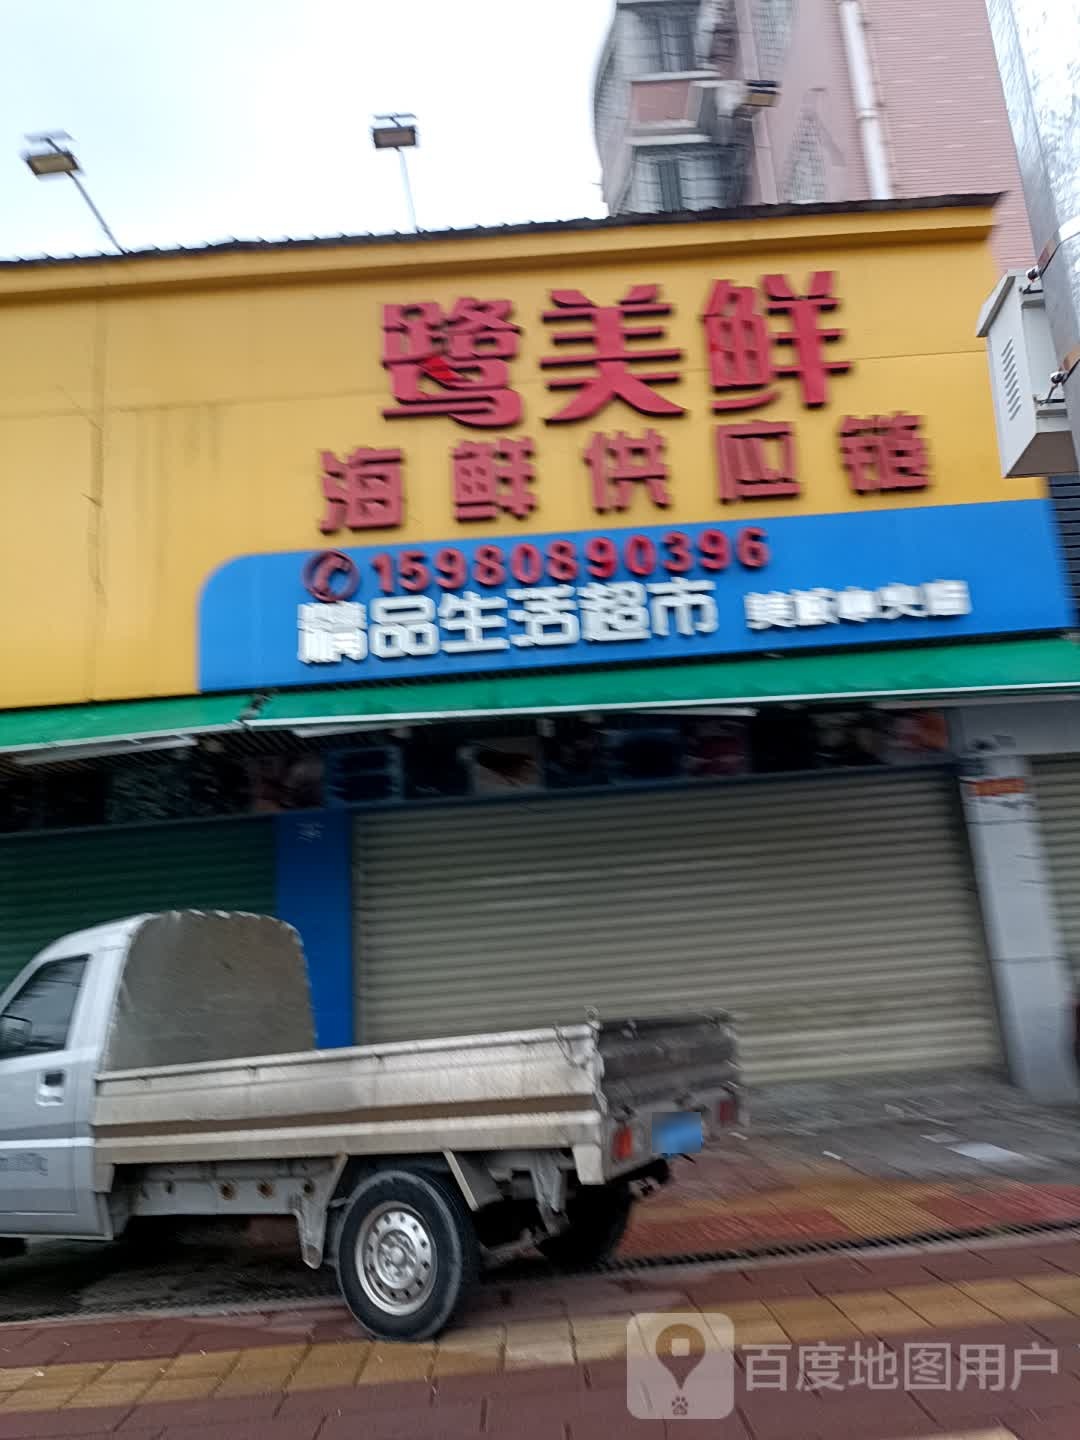 鹭美鲜
海鲜供应链
15980890396
精品生活超市
百度地图用户